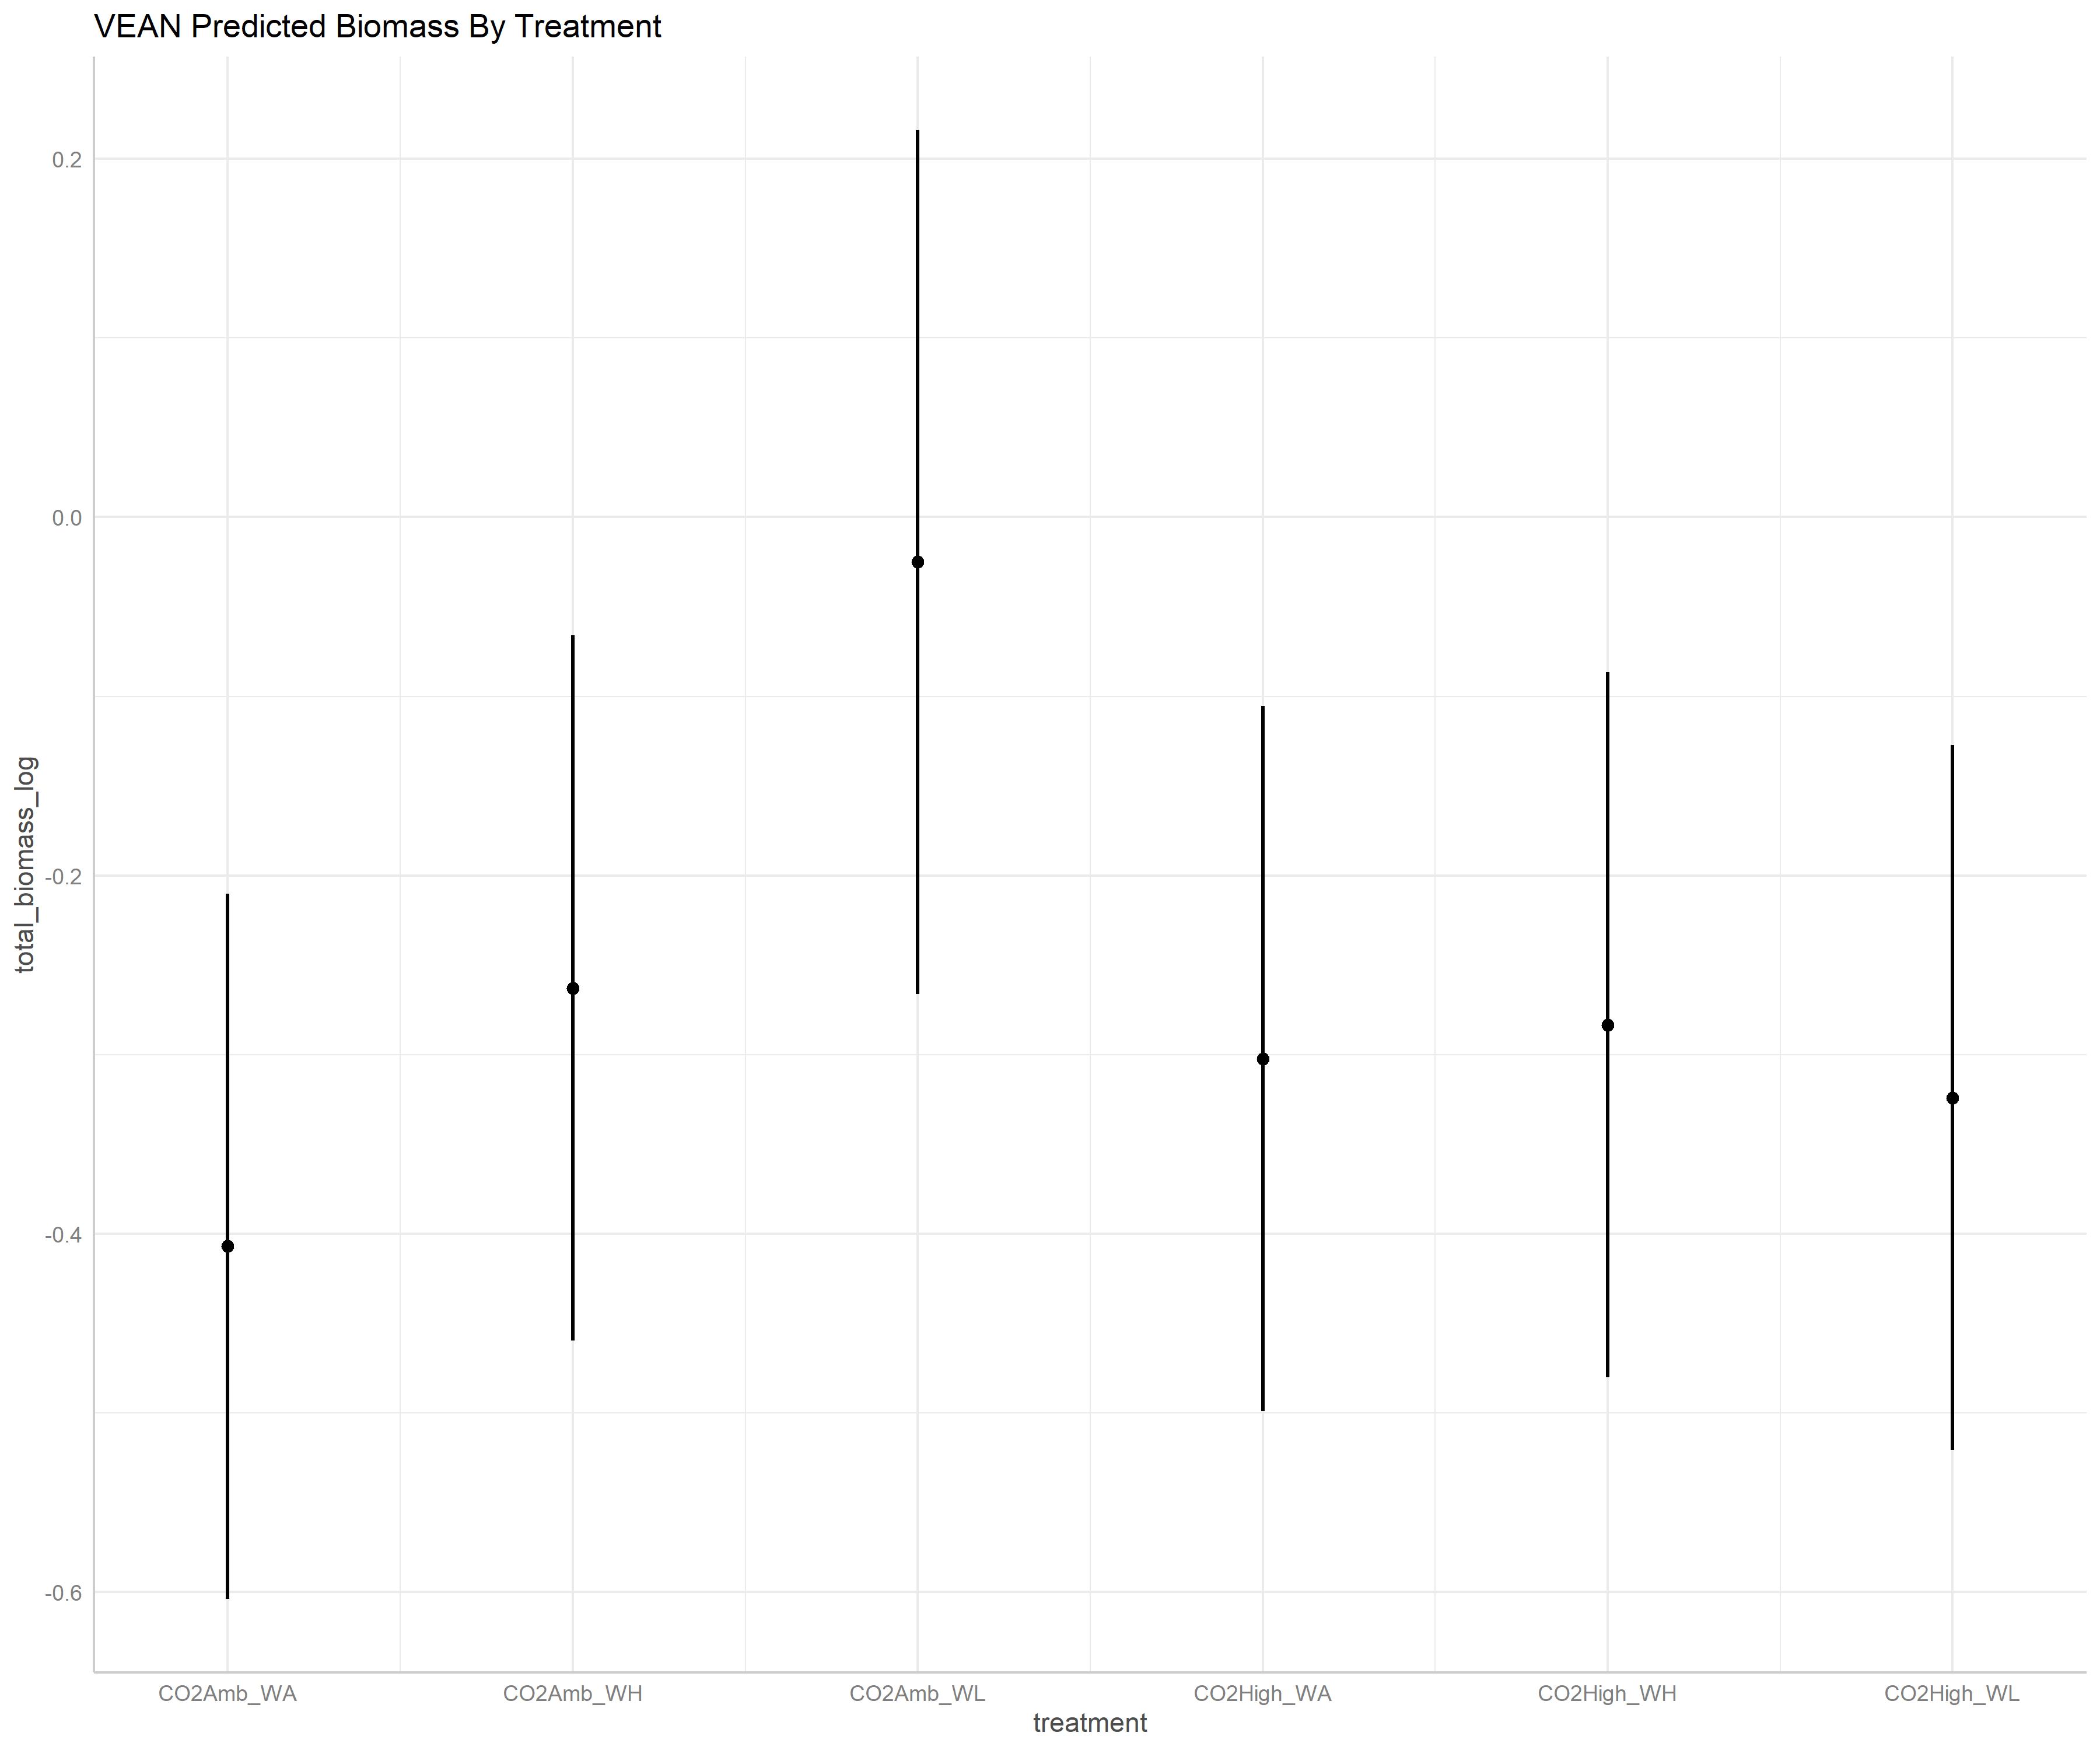 VEAN Predicted Biomass By Treatment
total_biomass_log
0.2
0.0
-0.2
-0.4
-0.6
CO2Amb_WA CO2Amb_WH CO2Amb_WL CO2High_WA CO2High_WH CO2High_WL
treatment